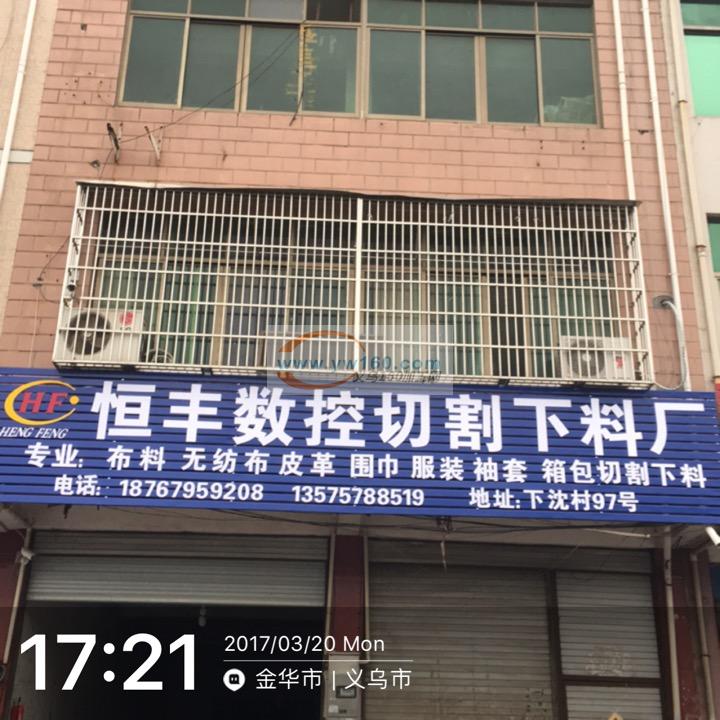 www.yw160.com
HF
HENG FENG
恒丰数控切割下料厂
专业: 布料 无纺布 皮革 围巾 服装 袖套 箱包切割下料
电话: 18767959208 13575788519 地址:下沈村97号
17:21
2017/03/20 Mon
金华市 | 义乌市